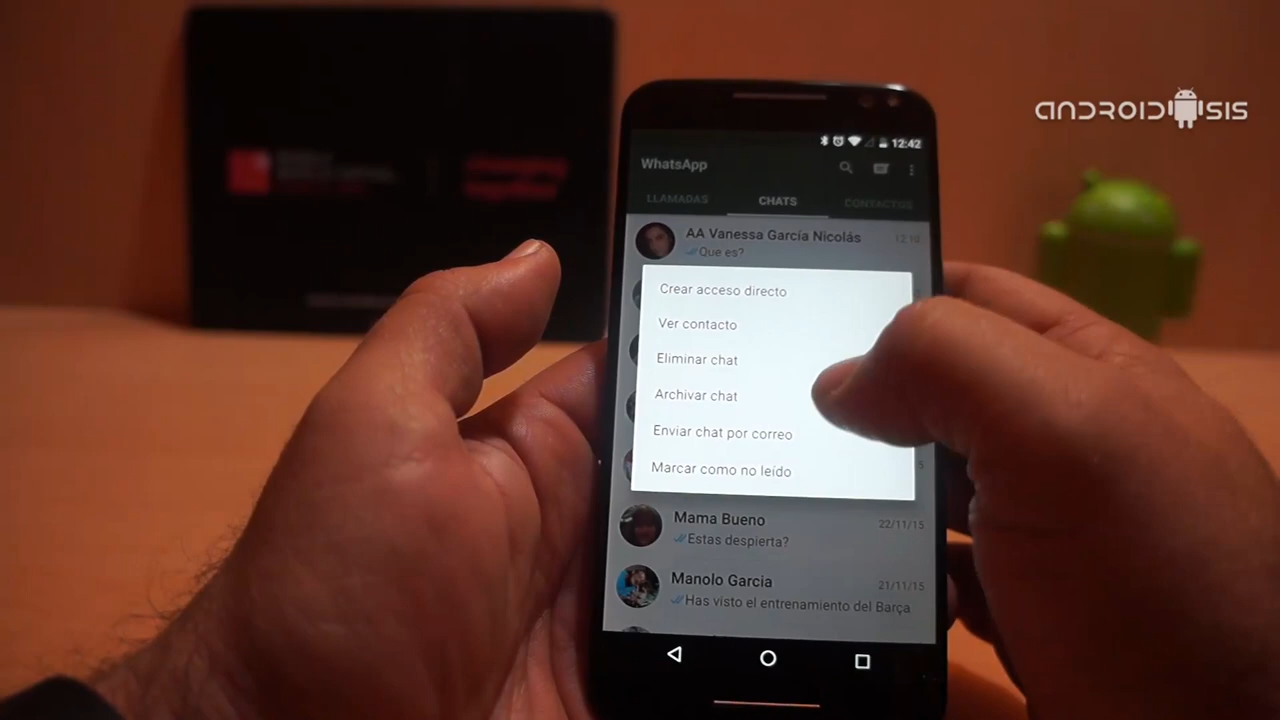 ANDROIDSIS
12:42
WhatsApp
LLAMADAS
CHATS
CONTACTOS
AA Vanessa García Nicolás
12:10
Que es?
Crear acceso directo
Ver contacto
Eliminar chat
Archivar chat
Enviar chat por correo
Marcar como no leído
Mama Bueno
22/11/15
Estas despierta?
Manolo Garcia
21/11/15
Has visto el entrenamiento del Barça